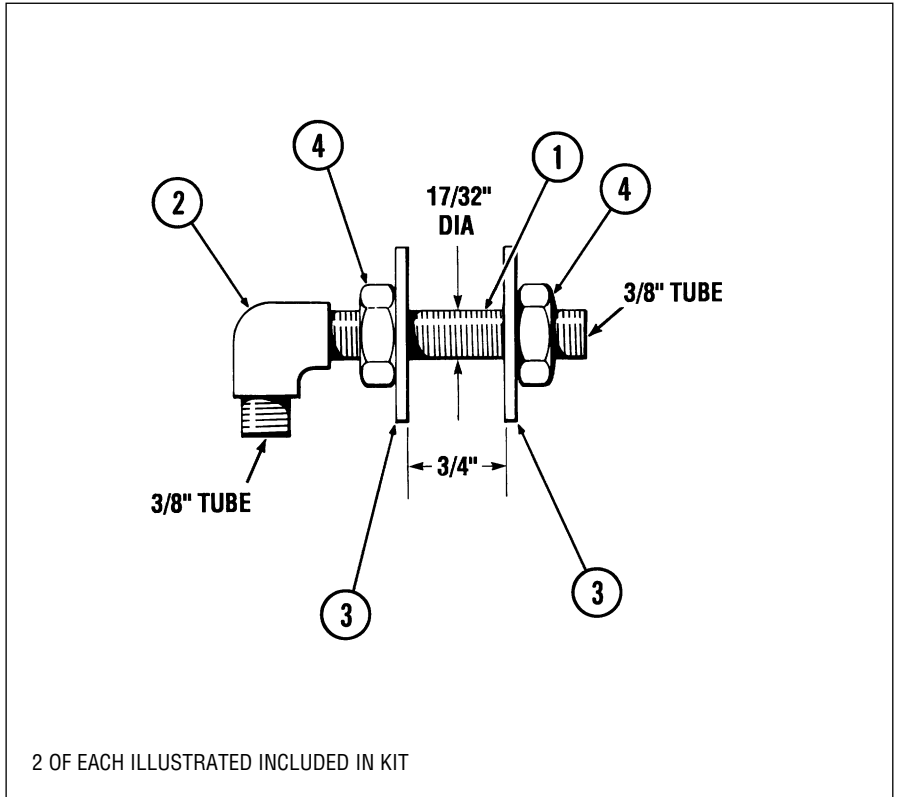 4
1
2
17/32"
DIA
4
3/8" TUBE
3/4"
3/8" TUBE
3
3
2 OF EACH ILLUSTRATED INCLUDED IN KIT